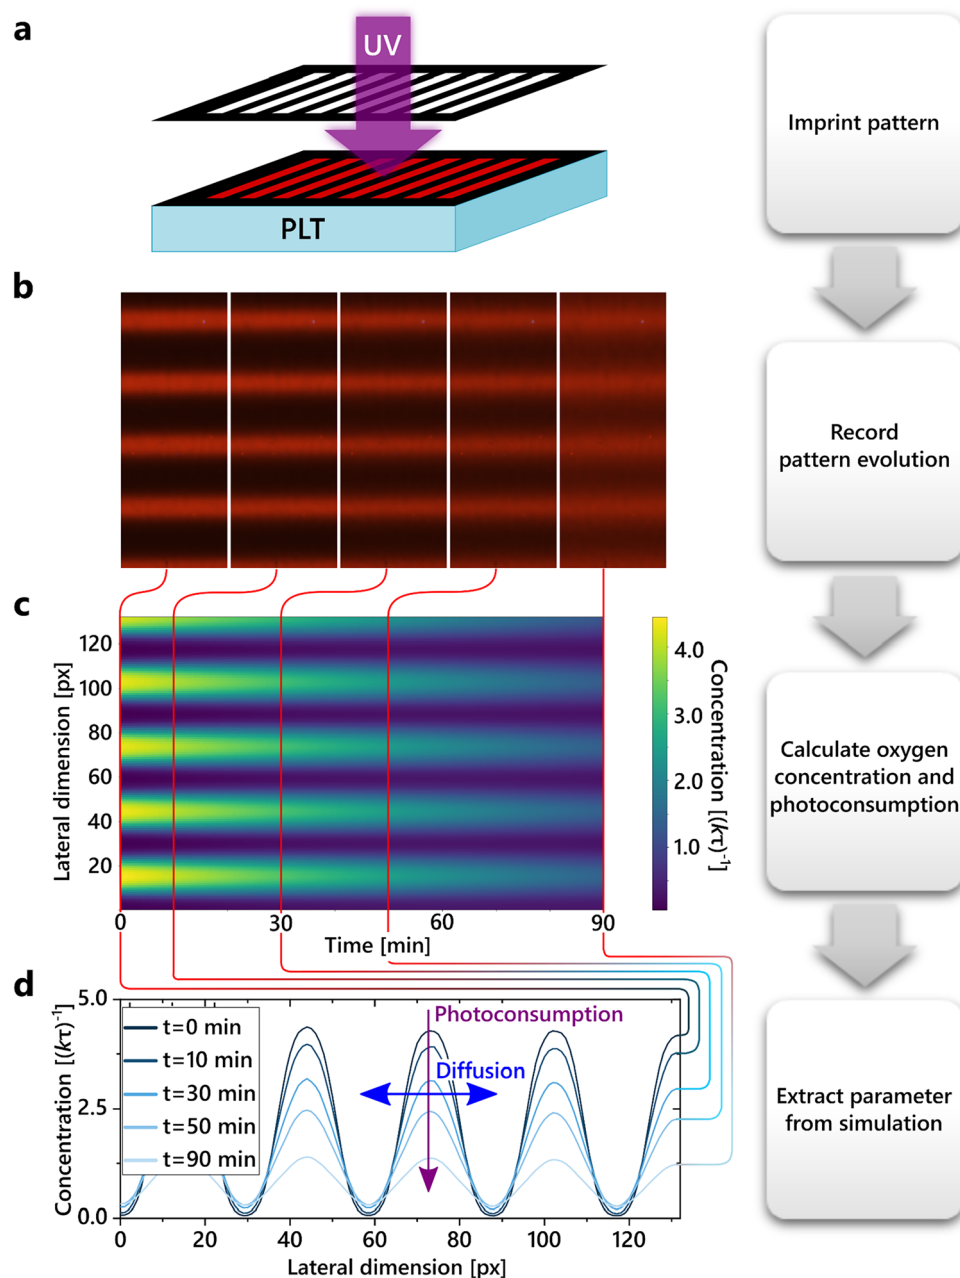 a
UV
PLT
Imprint pattern
b
Record
pattern evolution
c
120
100
80
60
40
20
Lateral dimension [px]
0
30
60
90
Time [min]
4.0
3.0
2.0
1.0
Concentration [(kτ)-1]
Calculate oxygen
concentration and
photoconsumption
d
5.0
2.5
0.0
Concentration [(kτ)-1]
t=0 min
t=10 min
t=30 min
t=50 min
t=90 min
Photoconsumption
Diffusion
0
20
40
60
80
100
120
Lateral dimension [px]
Extract parameter
from simulation